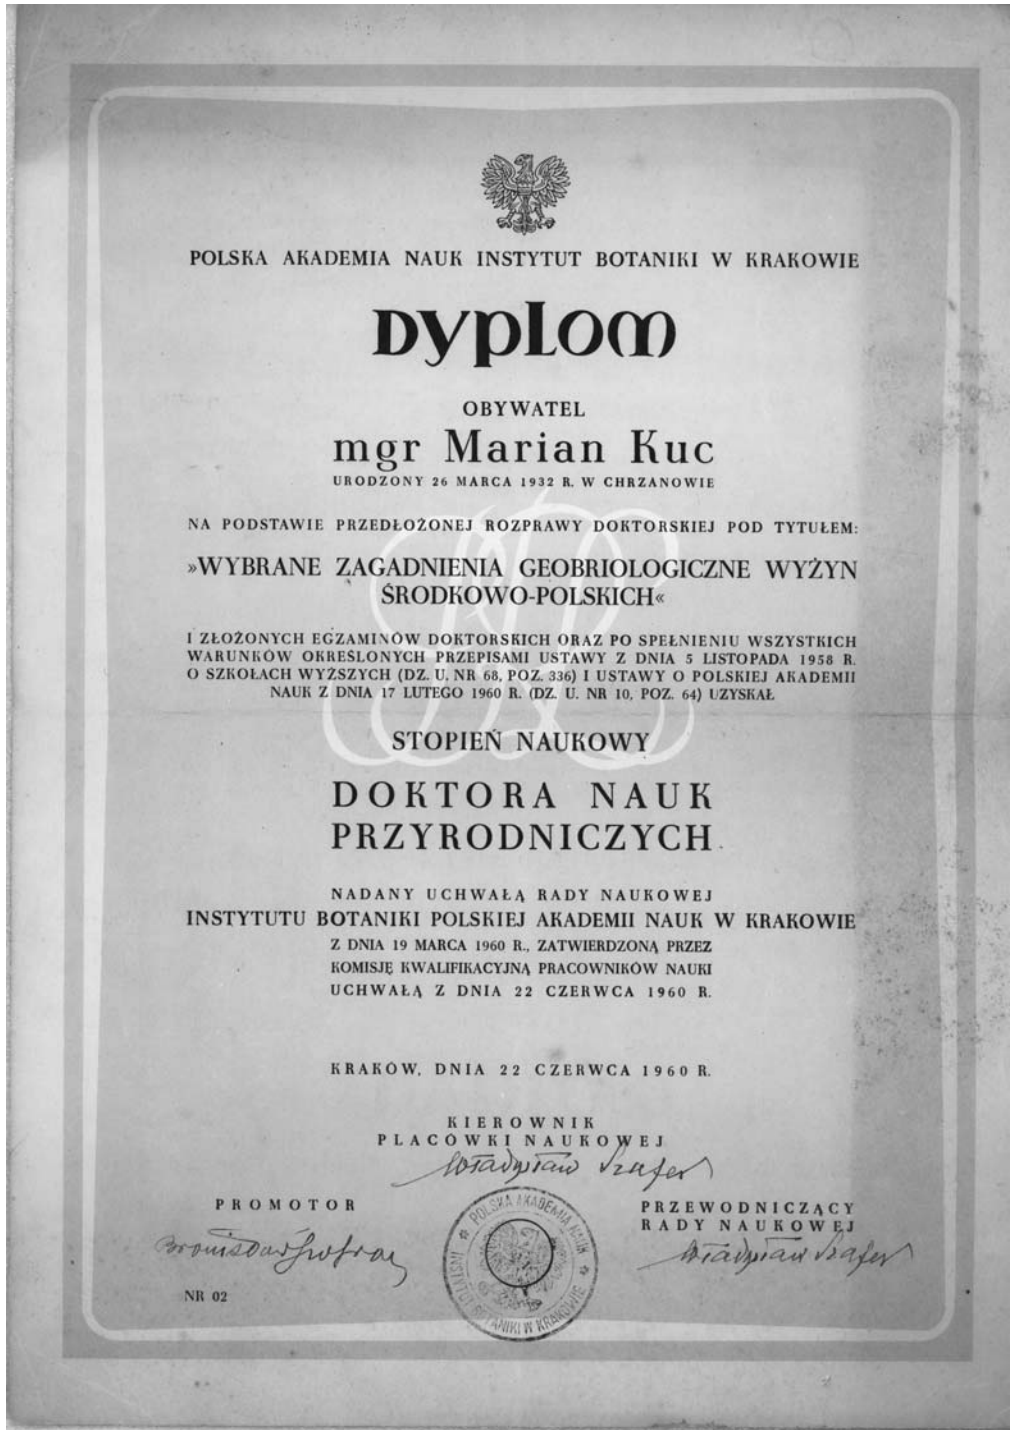 POLSKA AKADEMIA NAUK INSTYTUT BOTANIKI W KRAKOWIE
DYPLOM
OBYWATEL
mgr Marian Kuc
URODZONY 26 MARCA 1932 R. W CHRZANOWIE
NA PODSTAWIE PRZEDŁOŻONEJ ROZPRAWY DOKTORSKIEJ POD TYTUŁEM:
»WYBRANE ZAGADNIENIA GEOBRIOLOGICZNE WYŻYN
ŚRODKOWO-POLSKICH«
I ZŁOŻONYCH EGZAMINÓW DOKTORSKICH ORAZ PO SPEŁNIENIU WSZYSTKICH
WARUNKÓW OKREŚLONYCH PRZEPISAMI USTAWY Z DNIA 5 LISTOPADA 1958 R.
O SZKOŁACH WYŻSZYCH (DZ. U. NR 68, POZ. 336) I USTAWY O POLSKIEJ AKADEMII
NAUK Z DNIA 17 LUTEGO 1960 R. (DZ. U. NR 10, POZ. 64) UZYSKAŁ
STOPIEŃ NAUKOWY
DOKTORA NAUK
PRZYRODNICZYCH
NADANY UCHWAŁĄ RADY NAUKOWEJ
INSTYTUTU BOTANIKI POLSKIEJ AKADEMII NAUK W KRAKOWIE
Z DNIA 19 MARCA 1960 R., ZATWIERDZONĄ PRZEZ
KOMISJĘ KWALIFIKACYJNĄ PRACOWNIKÓW NAUKI
UCHWAŁĄ Z DNIA 22 CZERWCA 1960 R.
KRAKÓW, DNIA 22 CZERWCA 1960 R.
KIEROWNIK
PLACÓWKI NAUKOWEJ
Władysław Szafer
PROMOTOR
Bronisław
PRZEWODNICZĄCY
RADY NAUKOWEJ
Władysław Szafer
POLSKA AKADEMIA NAUK
INSTYTUT BOTANIKI W KRAKOWIE
NR 02